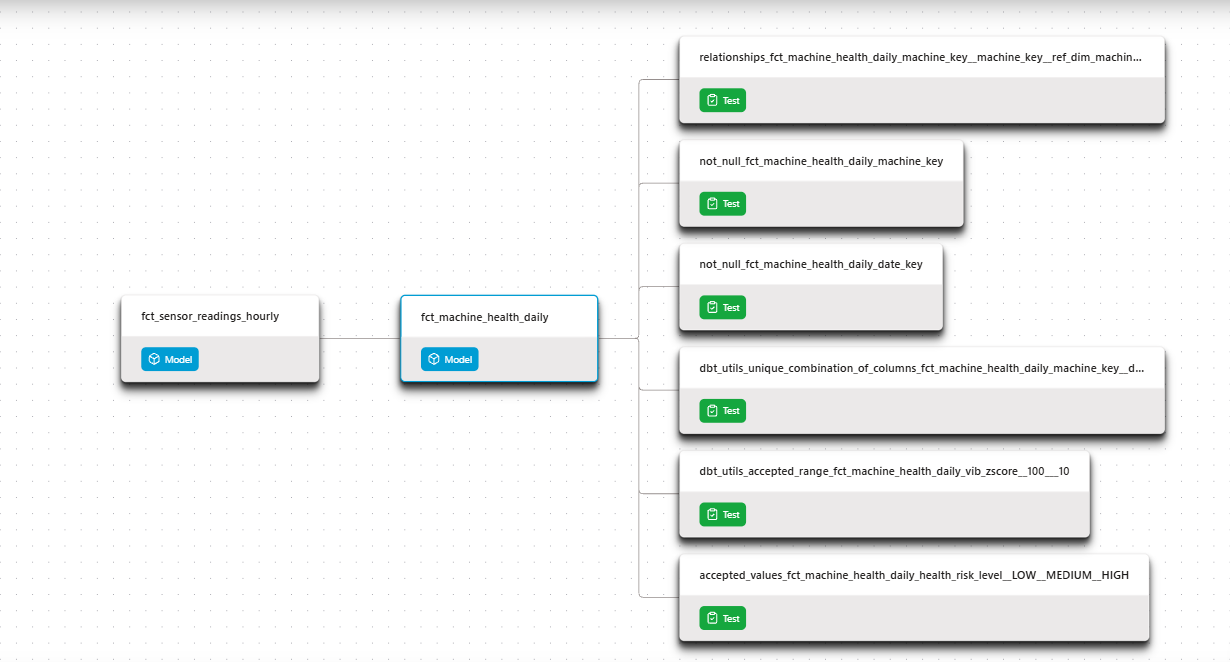 relationships_fct_machine_health_daily_machine_key__machine_key__ref_dim_machin...
Test
not_null_fct_machine_health_daily_machine_key
Test
not_null_fct_machine_health_daily_date_key
Test
fct_sensor_readings_hourly
Model
fct_machine_health_daily
Model
dbt_utils_unique_combination_of_columns_fct_machine_health_daily_machine_key__d...
Test
dbt_utils_accepted_range_fct_machine_health_daily_vib_zscore__100___10
Test
accepted_values_fct_machine_health_daily_health_risk_level__LOW__MEDIUM__HIGH
Test